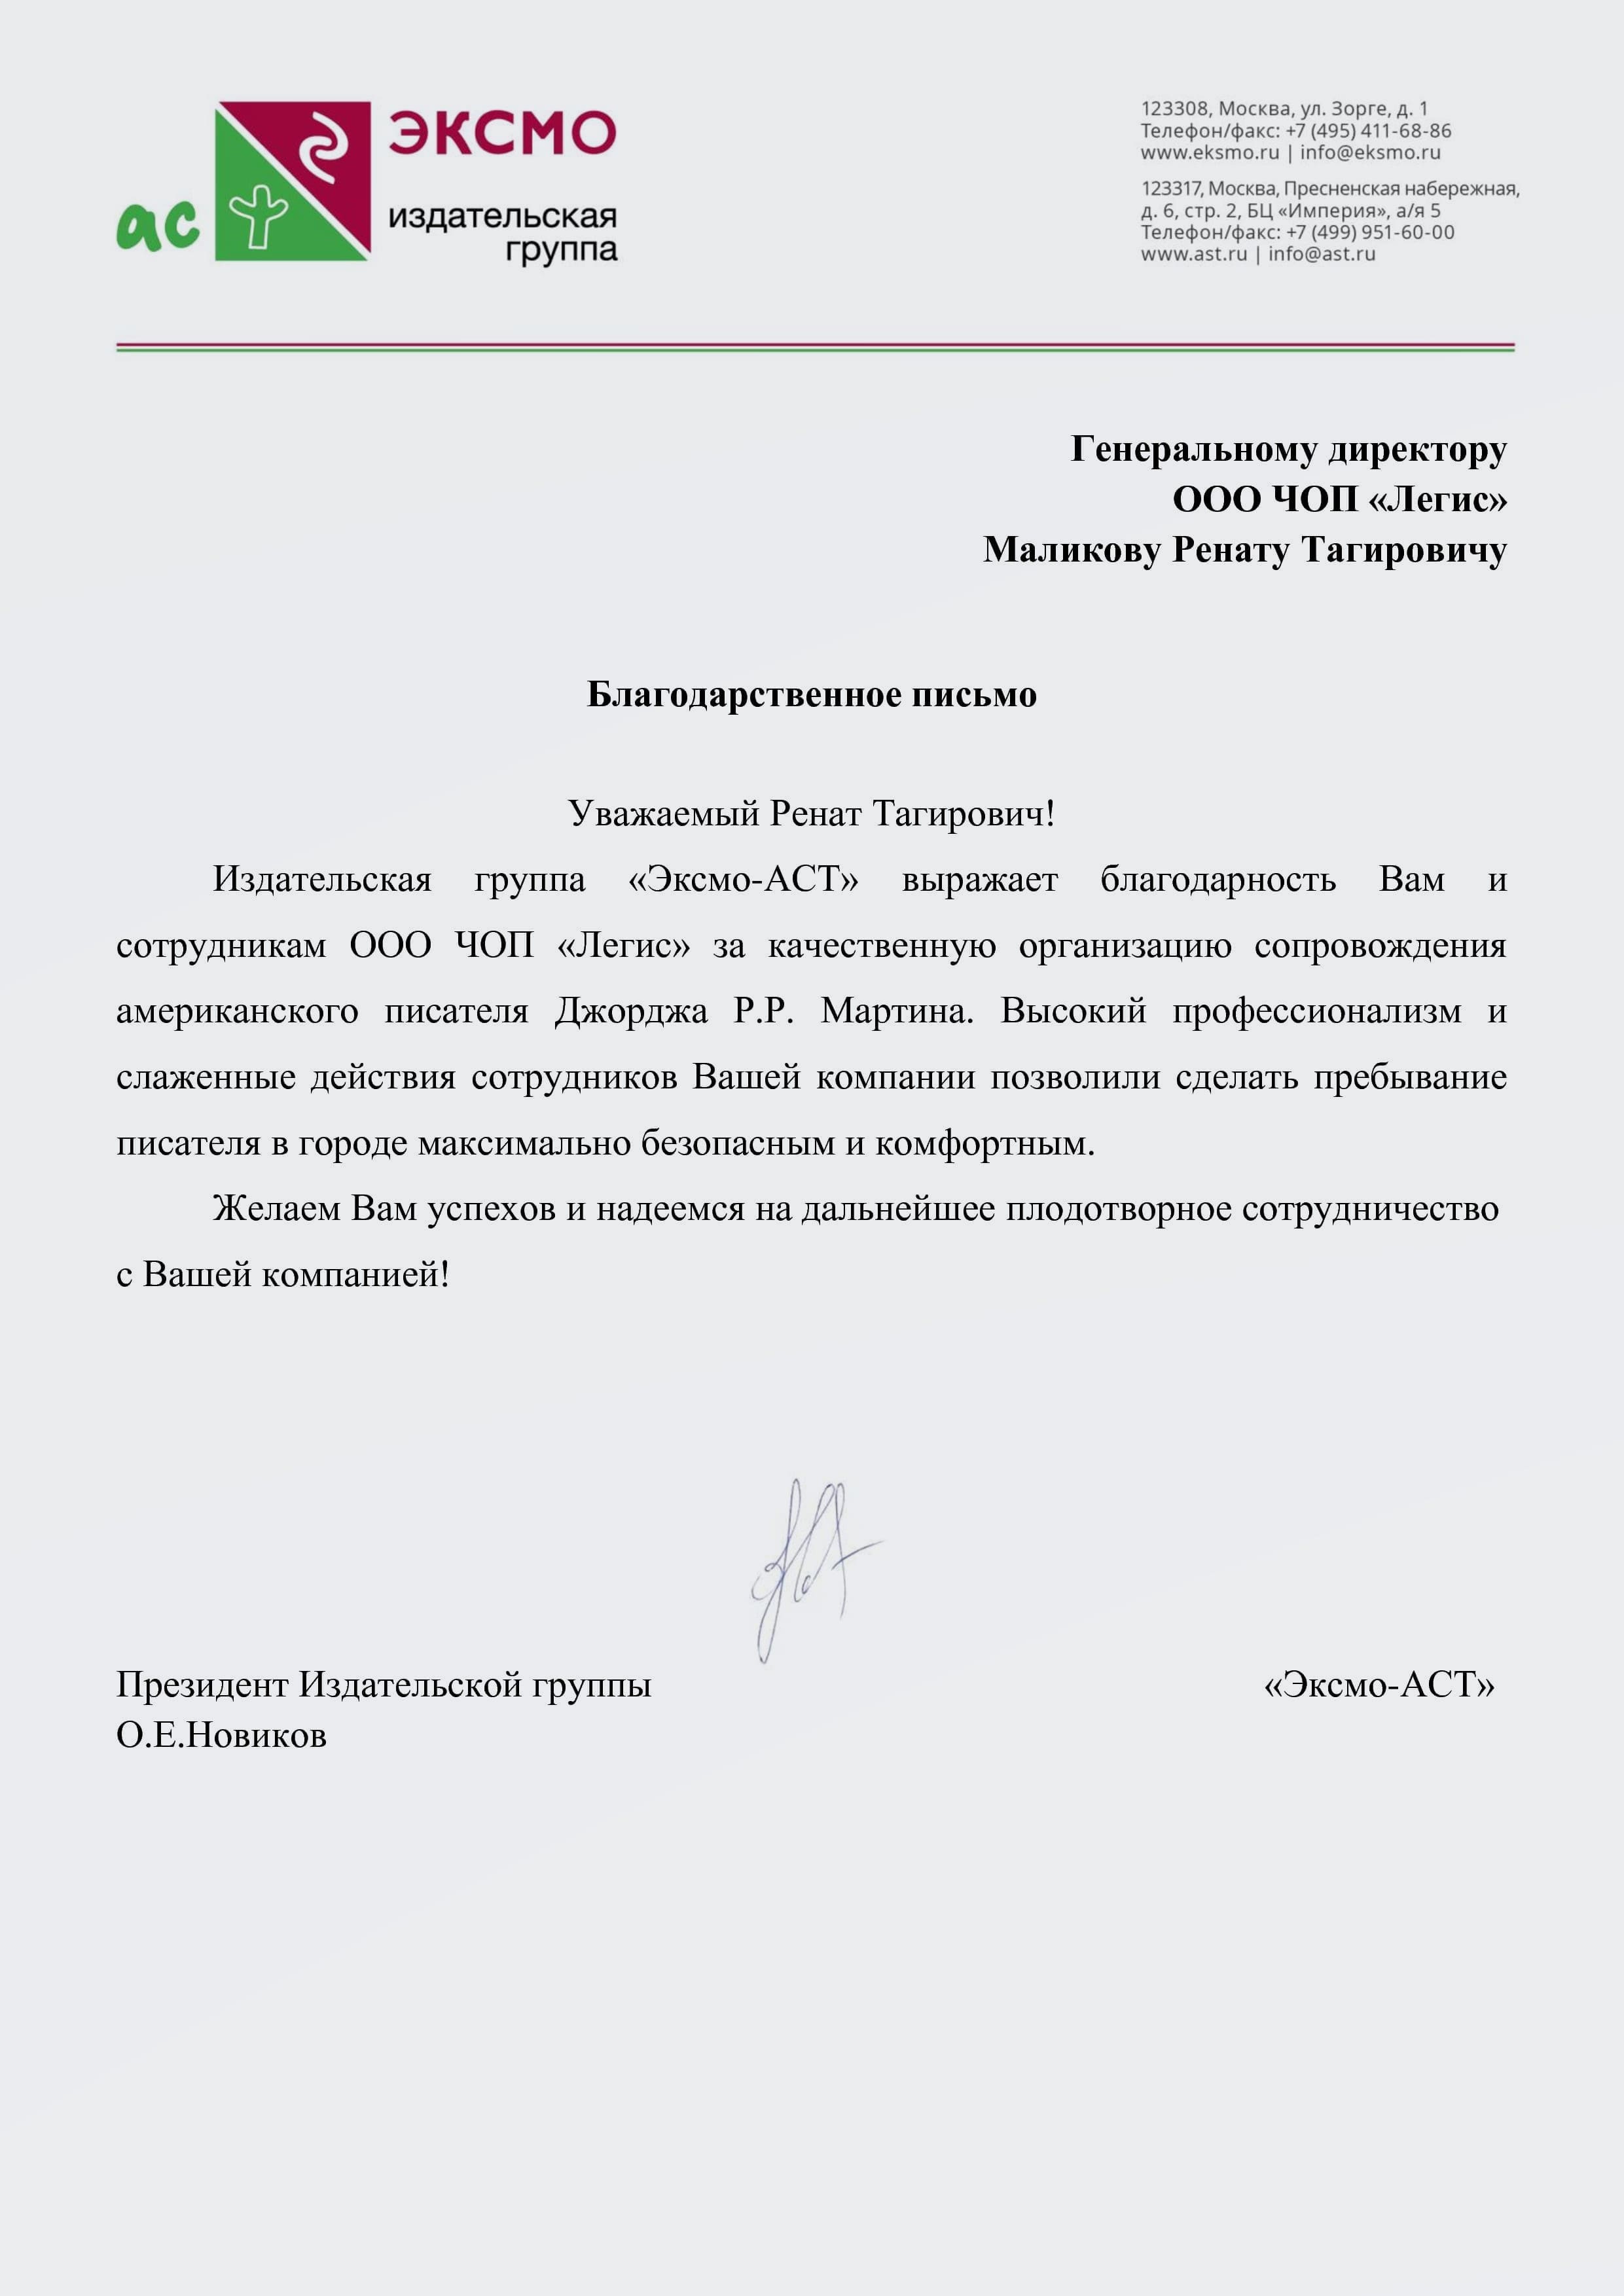 ЭКСМО
ас
издательская
группа
123308, Москва, ул. Зорге, д. 1
Телефон/факс: +7 (495) 411-68-86
www.eksmo.ru | info@eksmo.ru
123317, Москва, Пресненская набережная,
д. 6, стр. 2, БЦ «Империя», а/я 5
Телефон/факс: +7 (499) 951-60-00
www.ast.ru | info@ast.ru
Генеральному директору
ООО ЧОП «Легис»
Маликову Ренату Тагировичу
Благодарственное письмо
Уважаемый Ренат Тагирович!
Издательская группа «Эксмо-АСТ» выражает благодарность Вам и
сотрудникам ООО ЧОП «Легис» за качественную организацию сопровождения
американского писателя Джорджа Р.Р. Мартина. Высокий профессионализм и
слаженные действия сотрудников Вашей компании позволили сделать пребывание
писателя в городе максимально безопасным и комфортным.
Желаем Вам успехов и надеемся на дальнейшее плодотворное сотрудничество
с Вашей компанией!
Президент Издательской группы «Эксмо-АСТ»
О.Е.Новиков